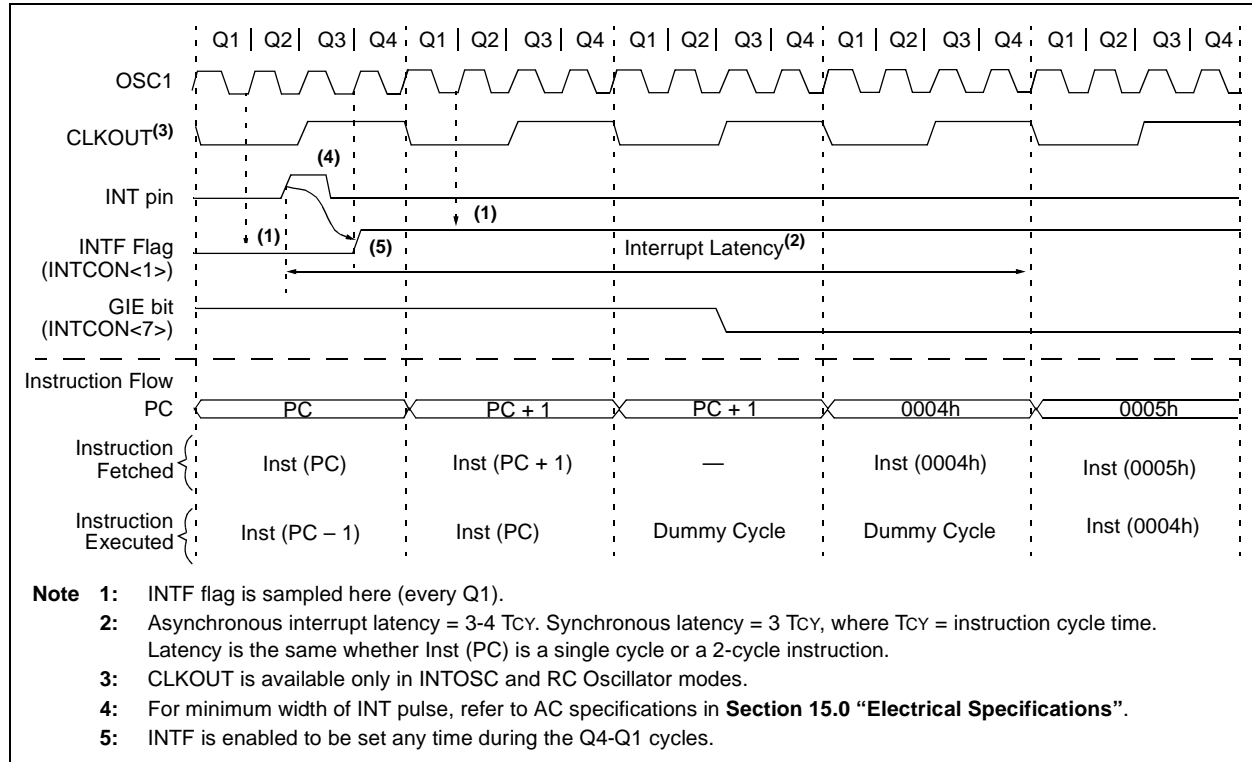 Q1 | Q2 | Q3 | Q4 Q1 | Q2 | Q3 | Q4 Q1 | Q2 | Q3 | Q4 Q1 | Q2 | Q3 | Q4 Q1 | Q2 | Q3 | Q4
OSC1
CLKOUT(3)
(4)
INT pin
(1)
(1)
(5)
INTF Flag
(INTCON<1>)
Interrupt Latency(2)
GIE bit
(INTCON<7>)
Instruction Flow
PC PC PC + 1 PC + 1 0004h 0005h
Instruction
Fetched
Inst (PC) Inst (PC + 1) — Inst (0004h) Inst (0005h)
Instruction
Executed
Inst (PC – 1) Inst (PC) Dummy Cycle Dummy Cycle Inst (0004h)
Note 1: INTF flag is sampled here (every Q1).
2: Asynchronous interrupt latency = 3-4 TCY. Synchronous latency = 3 TCY, where TCY = instruction cycle time.
Latency is the same whether Inst (PC) is a single cycle or a 2-cycle instruction.
3: CLKOUT is available only in INTOSC and RC Oscillator modes.
4: For minimum width of INT pulse, refer to AC specifications in Section 15.0 “Electrical Specifications”.
5: INTF is enabled to be set any time during the Q4-Q1 cycles.